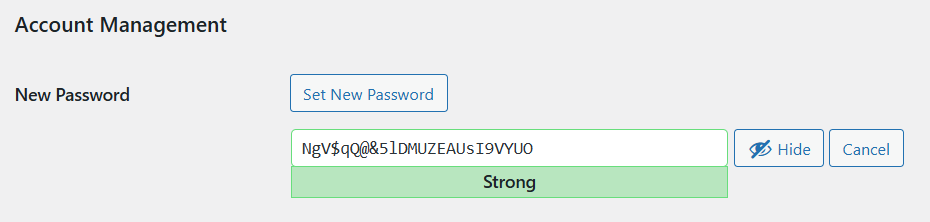 Account Management
New Password
Set New Password
NgV$qQ@&5lDMUZEAUsI9VYUO
Hide
Cancel
Strong